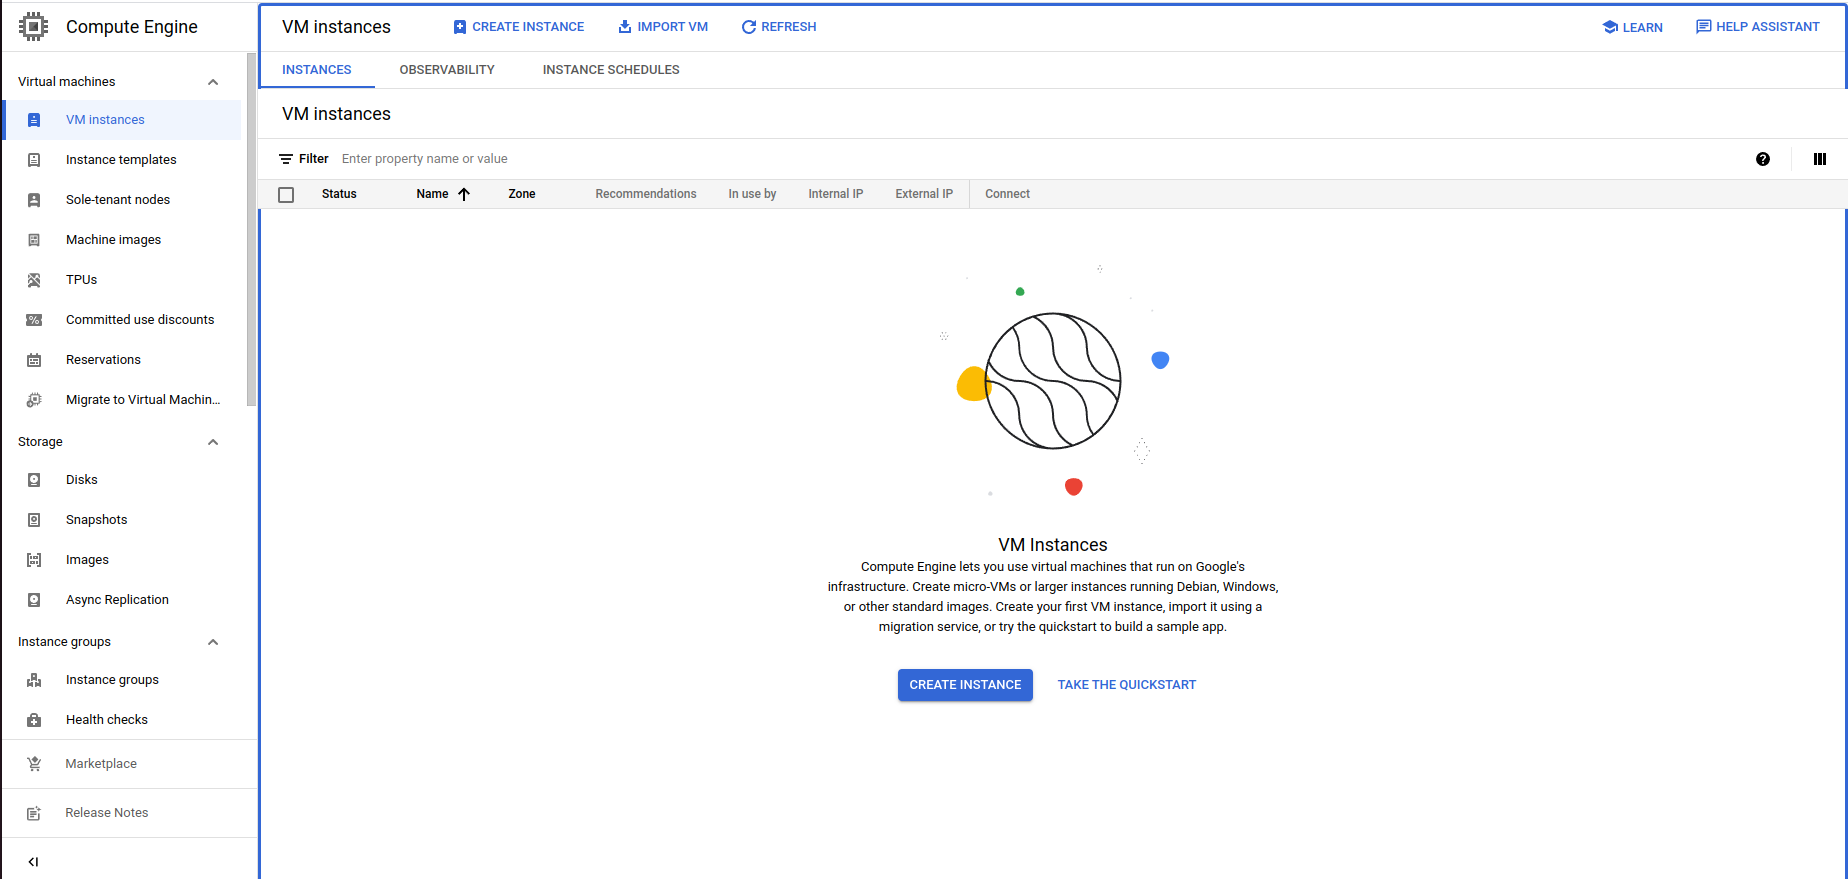 Compute Engine
Virtual machines
VM instances
Instance templates
Sole-tenant nodes
Machine images
TPUs
Committed use discounts
Reservations
Migrate to Virtual Machin...
Storage
Disks
Snapshots
Images
Async Replication
Instance groups
Instance groups
Health checks
Marketplace
Release Notes
VM instances CREATE INSTANCE IMPORT VM REFRESH LEARN HELP ASSISTANT
INSTANCES OBSERVABILITY INSTANCE SCHEDULES
VM instances
Filter Enter property name or value
Status Name Zone Recommendations In use by Internal IP External IP Connect
VM Instances
Compute Engine lets you use virtual machines that run on Google's
infrastructure. Create micro-VMs or larger instances running Debian, Windows,
or other standard images. Create your first VM instance, import it using a
migration service, or try the quickstart to build a sample app.
CREATE INSTANCE TAKE THE QUICKSTART